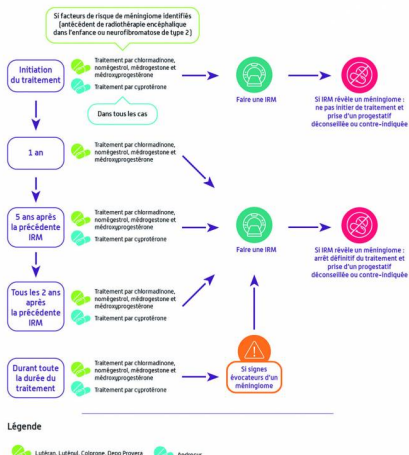 Si facteurs de risque de méningiome identifiés
(antécédent de radiothérapie encéphalique
dans l'enfance ou neurofibromatose de type 2)
Initiation
du traitement
Traitement par chlormadinone,
nomégestrol, médrogestone et
médroxyprogestérone
Traitement par cyprotérone
Dans tous les cas
Faire une IRM
Si IRM révèle un méningiome :
ne pas initier de traitement et
prise d'un progestatif
déconseillée ou contre-indiquée
1 an
Traitement par chlormadinone,
nomégestrol, médrogestone et
médroxyprogestérone
5 ans après
la précédente
IRM
Traitement par chlormadinone,
nomégestrol, médrogestone et
médroxyprogestérone
Traitement par cyprotérone
Faire une IRM
Si IRM révèle un méningiome :
arrêt définitif du traitement et
prise d'un progestatif
déconseillée ou contre-indiquée
Tous les 2 ans
après
la précédente
IRM
Traitement par chlormadinone,
nomégestrol, médrogestone et
médroxyprogestérone
Traitement par cyprotérone
Durant toute
la durée du
traitement
Traitement par chlormadinone,
nomégestrol, médrogestone et
médroxyprogestérone
Traitement par cyprotérone
Si signes
évocateurs d'un
méningiome
Légende
Lutéran, Lutényl, Colprone, Depo Provera
Androcur